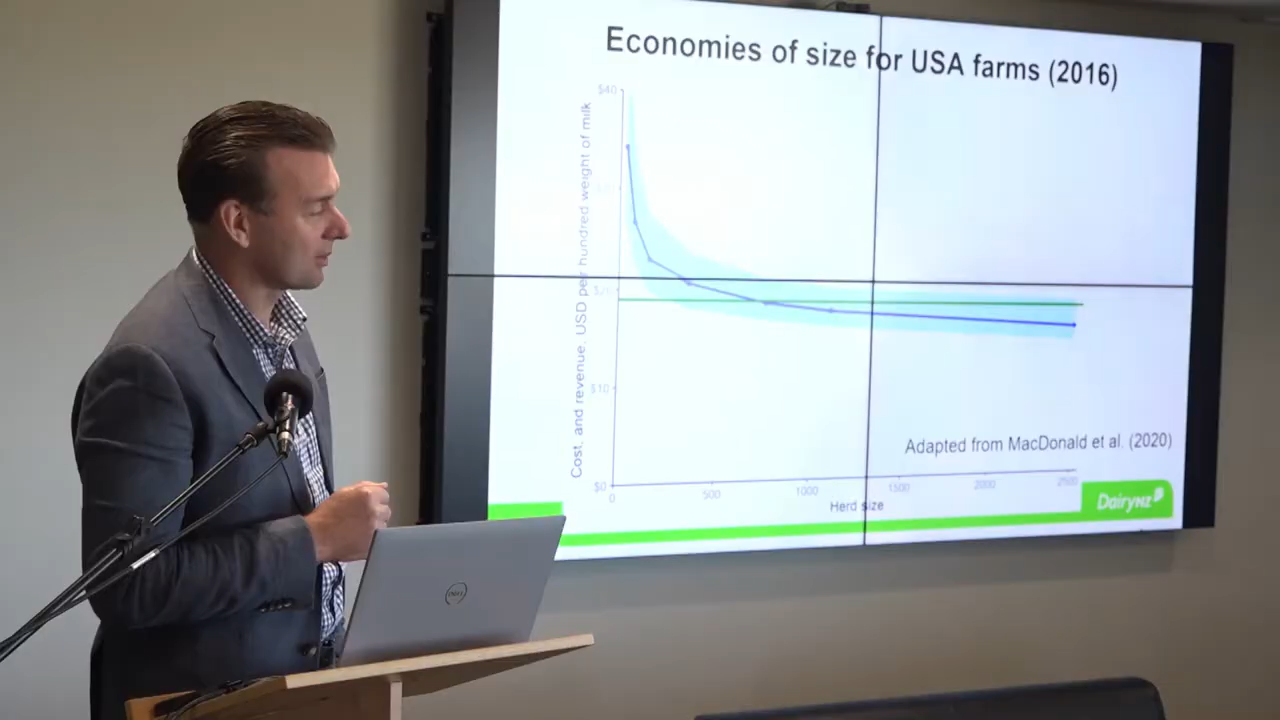 Economies of size for USA farms (2016)
$40
Cost, and revenue, USD per hundred weight of milk
$10
$0
0
500
1000
1500
2000
2500
Herd size
Adapted from MacDonald et al. (2020)
DairyNZ
DELL